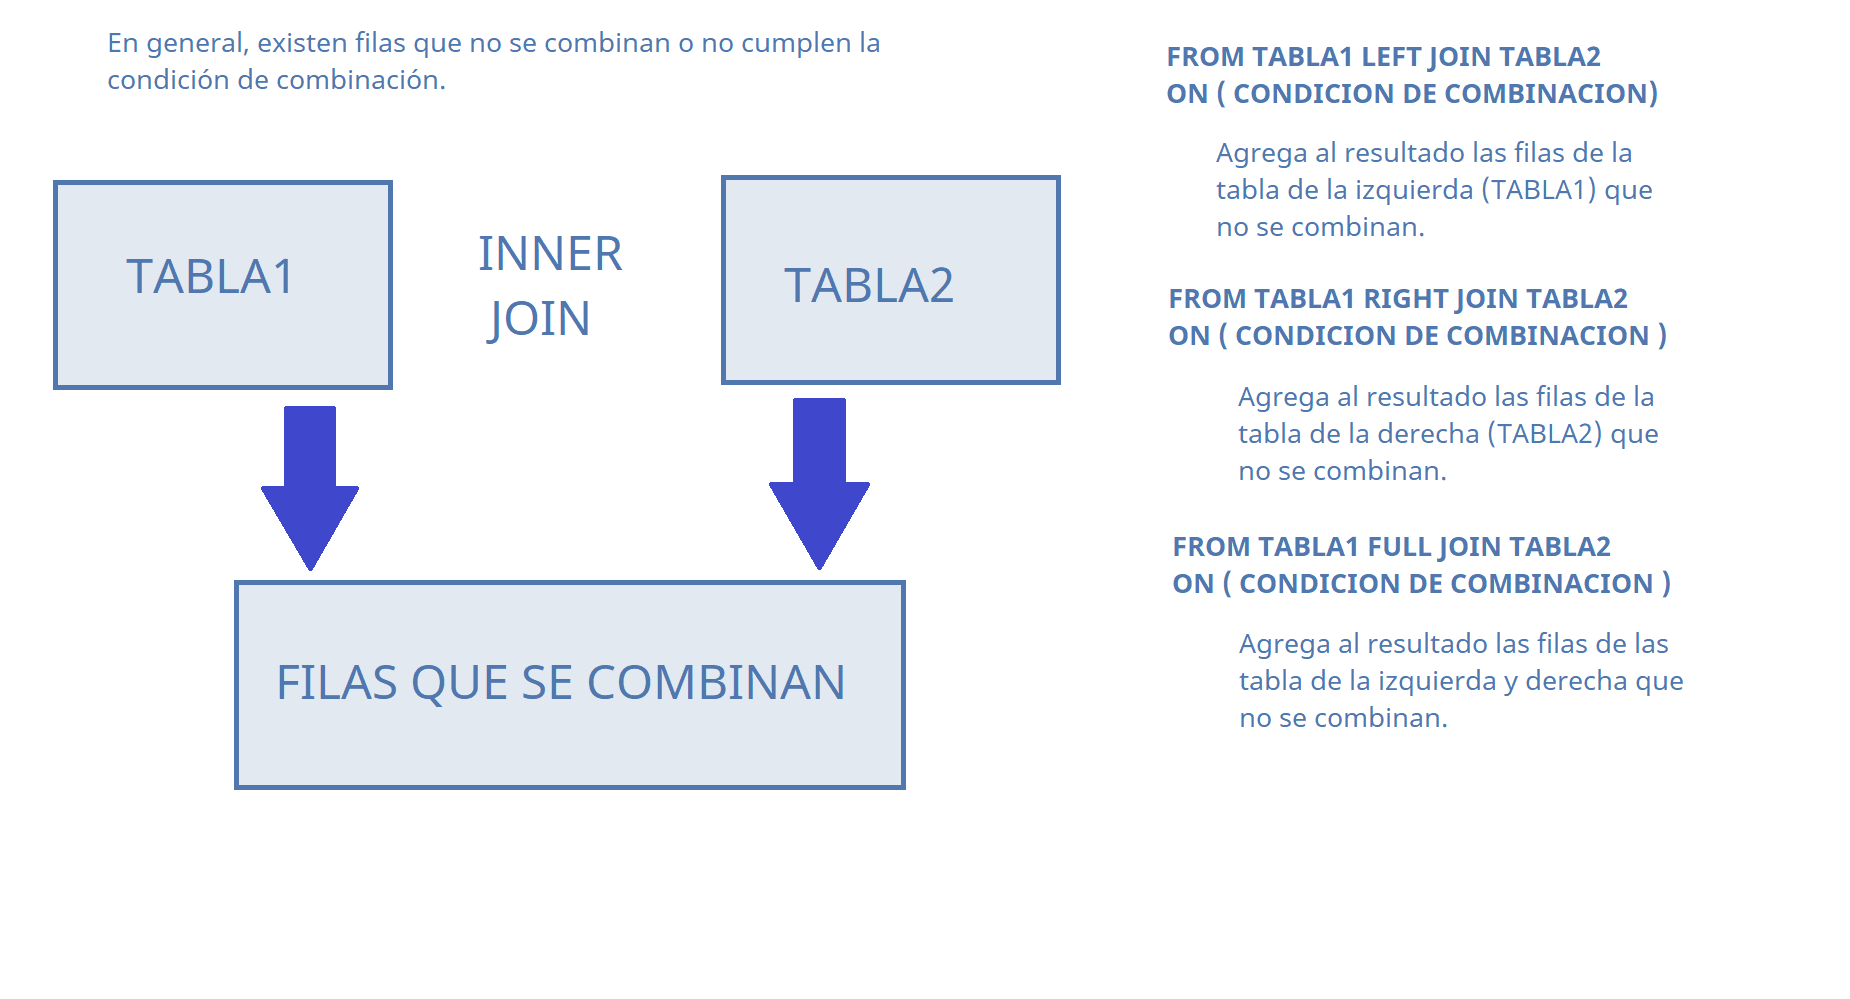 En general, existen filas que no se combinan o no cumplen la
condición de combinación.
TABLA1
INNER
JOIN
TABLA2
FILAS QUE SE COMBINAN
FROM TABLA1 LEFT JOIN TABLA2
ON ( CONDICION DE COMBINACION)
Agrega al resultado las filas de la
tabla de la izquierda (TABLA1) que
no se combinan.
FROM TABLA1 RIGHT JOIN TABLA2
ON ( CONDICION DE COMBINACION )
Agrega al resultado las filas de la
tabla de la derecha (TABLA2) que
no se combinan.
FROM TABLA1 FULL JOIN TABLA2
ON ( CONDICION DE COMBINACION )
Agrega al resultado las filas de las
tabla de la izquierda y derecha que
no se combinan.